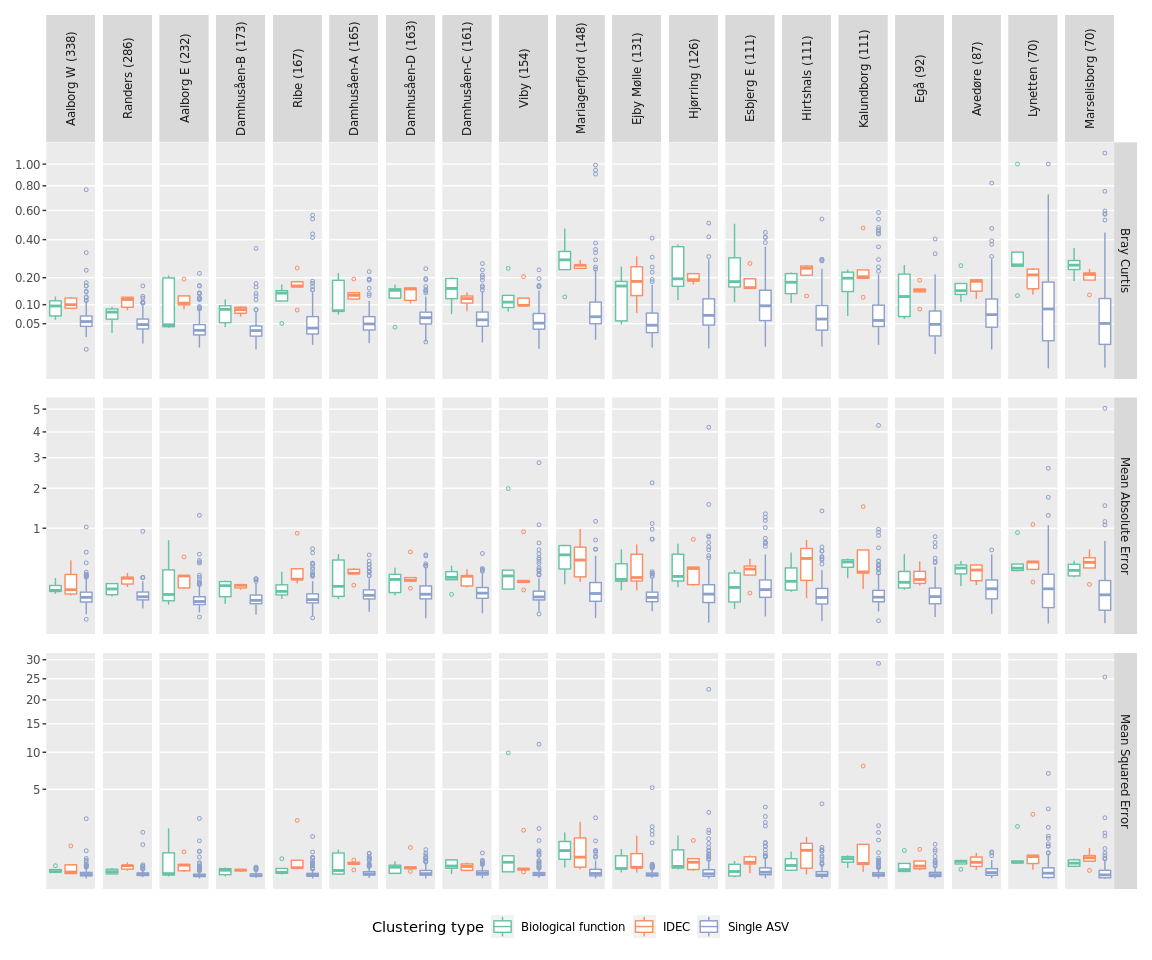 Aalborg W (338)
Randers (286)
Aalborg E (232)
Damhusåen-B (173)
Ribe (167)
Damhusåen-A (165)
Damhusåen-D (163)
Damhusåen-C (161)
Viby (154)
Mariagerfjord (148)
Ejby Mølle (131)
Hjørring (126)
Esbjerg E (111)
Hirtshals (111)
Kalundborg (111)
Egå (92)
Avedøre (87)
Lynetten (70)
Marselisborg (70)
1.00
0.80
0.60
0.40
0.20
0.10
0.05
Bray Curtis
5
4
3
2
1
Mean Absolute Error
30
25
20
15
10
5
Mean Squared Error
Clustering type Biological function IDEC Single ASV